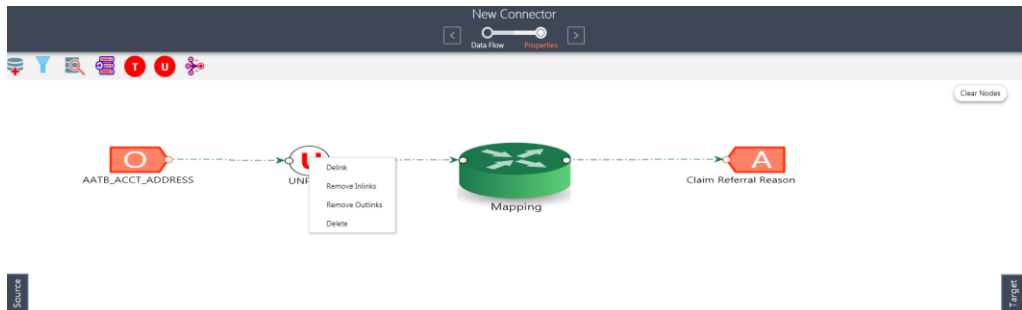 New Connector
<
>
Data Flow
Properties
T
U
Clear Nodes
O
U
A
AATB_ACCT_ADDRESS
Delink
Remove Inlinks
Remove Outlinks
Delete
Mapping
Claim Referral Reason
Source
Target